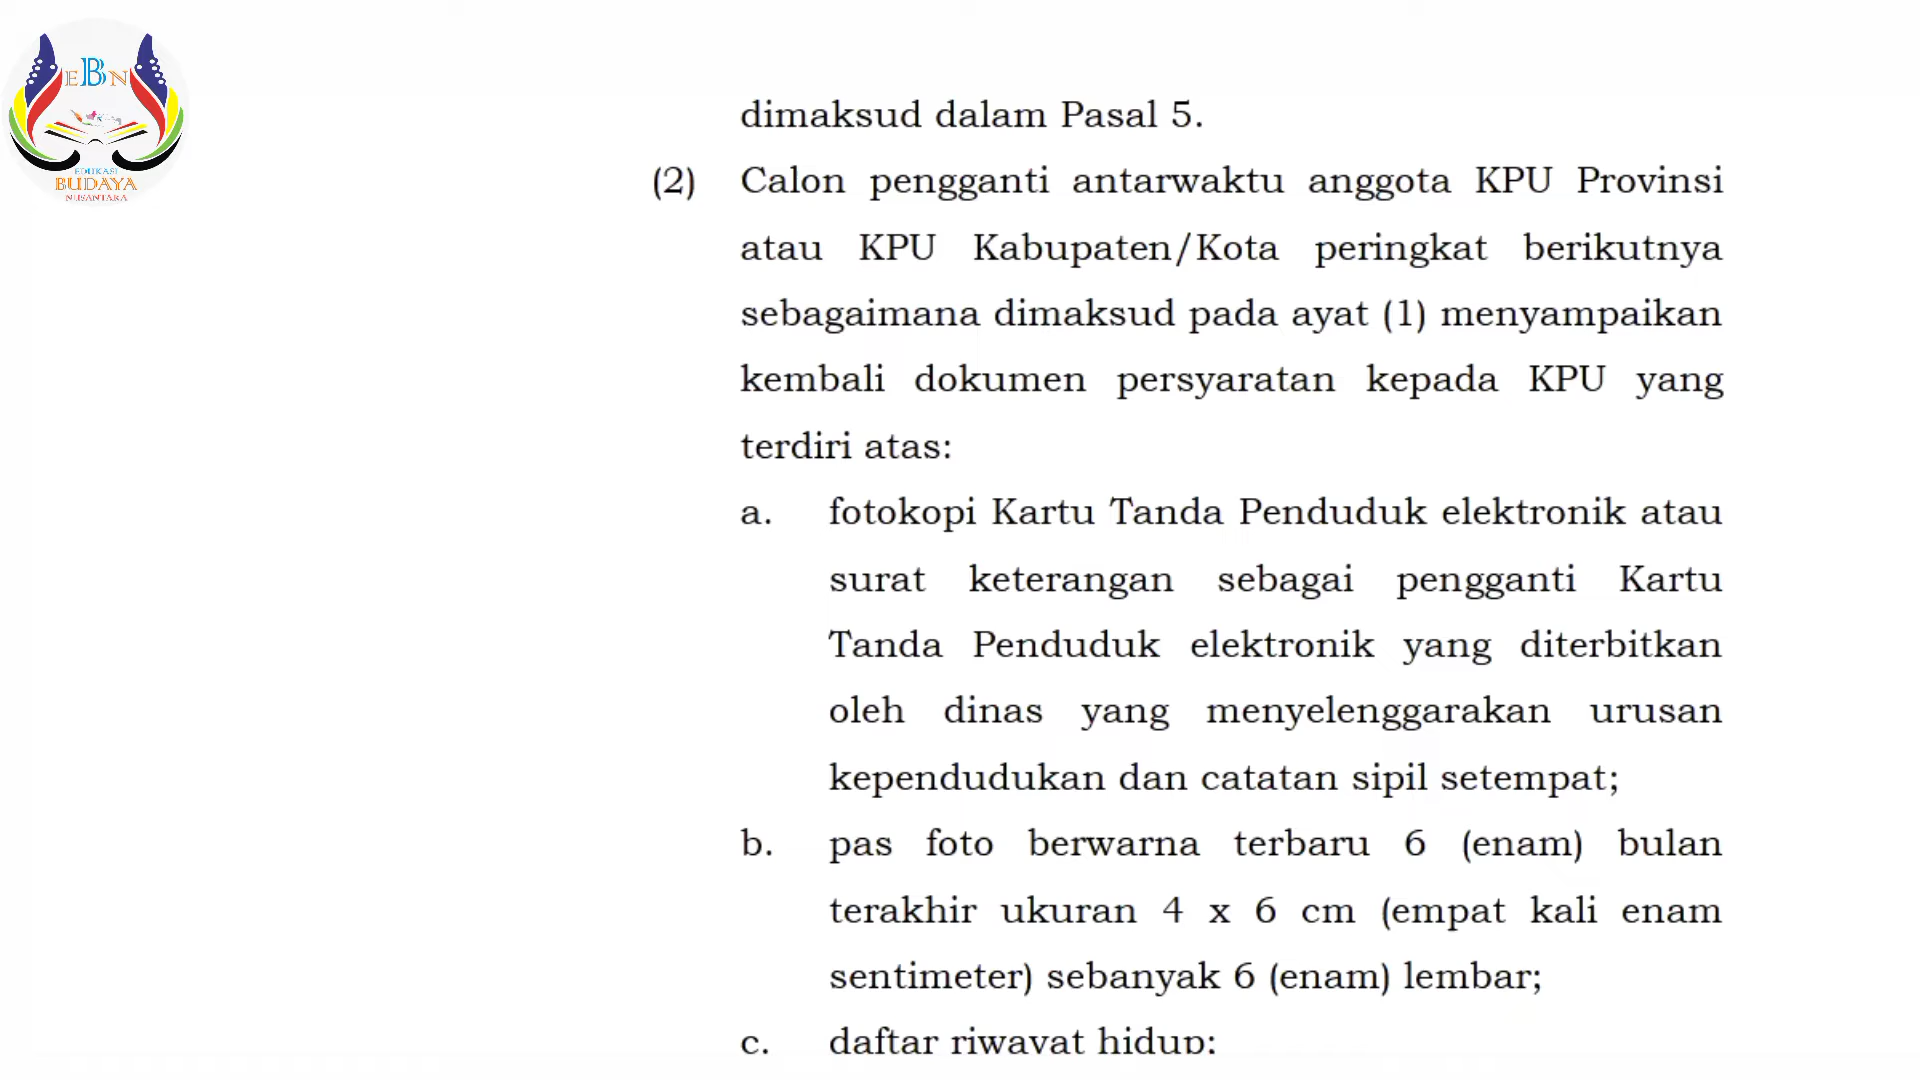 EBN
EDUKASI
BUDAYA
NUSANTARA
dimaksud dalam Pasal 5.
(2) Calon pengganti antarwaktu anggota KPU Provinsi
atau KPU Kabupaten/Kota peringkat berikutnya
sebagaimana dimaksud pada ayat (1) menyampaikan
kembali dokumen persyaratan kepada KPU yang
terdiri atas:
a. fotokopi Kartu Tanda Penduduk elektronik atau
surat keterangan sebagai pengganti Kartu
Tanda Penduduk elektronik yang diterbitkan
oleh dinas yang menyelenggarakan urusan
kependudukan dan catatan sipil setempat;
b. pas foto berwarna terbaru 6 (enam) bulan
terakhir ukuran 4 x 6 cm (empat kali enam
sentimeter) sebanyak 6 (enam) lembar;
c. daftar riwayat hidup;